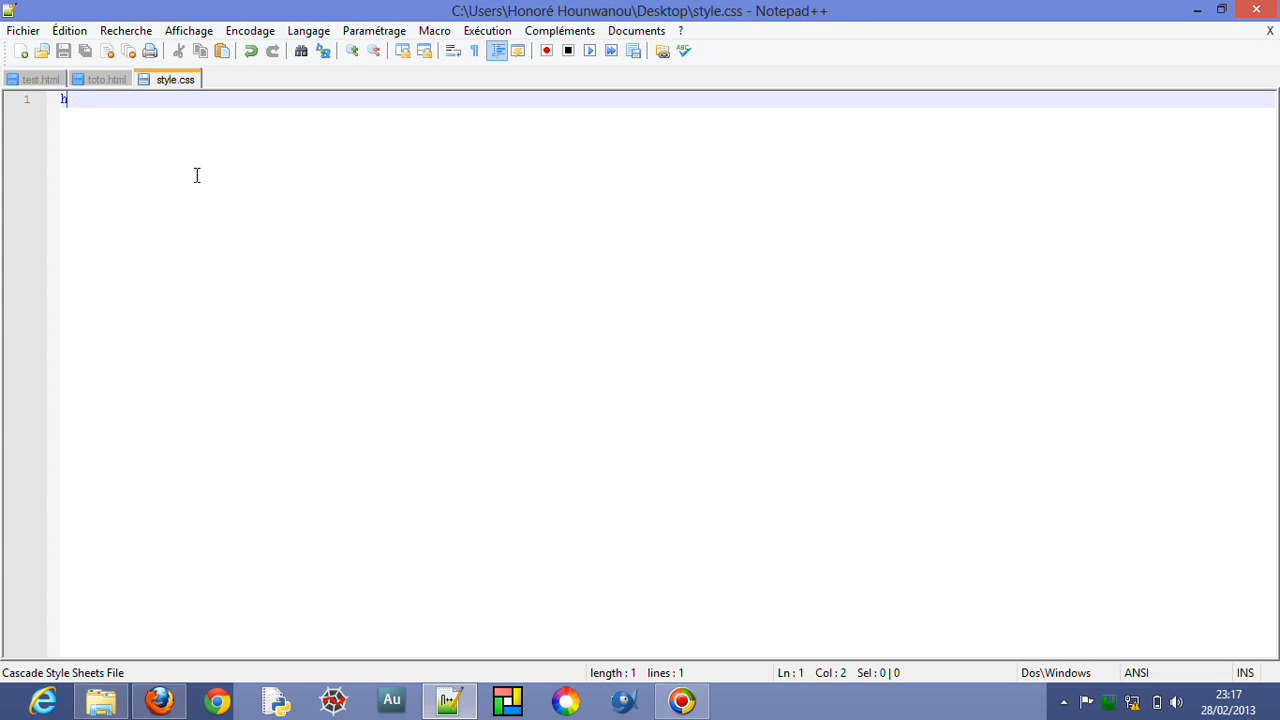 C:\Users\Honoré Hounwanou\Desktop\style.css - Notepad++
Fichier Édition Recherche Affichage Encodage Langage Paramétrage Macro Exécution Compléments Documents ? X
test.html toto.html style.css
1 h
Cascade Style Sheets File length : 1 lines : 1 Ln : 1 Col : 2 Sel : 0 | 0 Dos\Windows ANSI INS
Au
23:17
28/02/2013